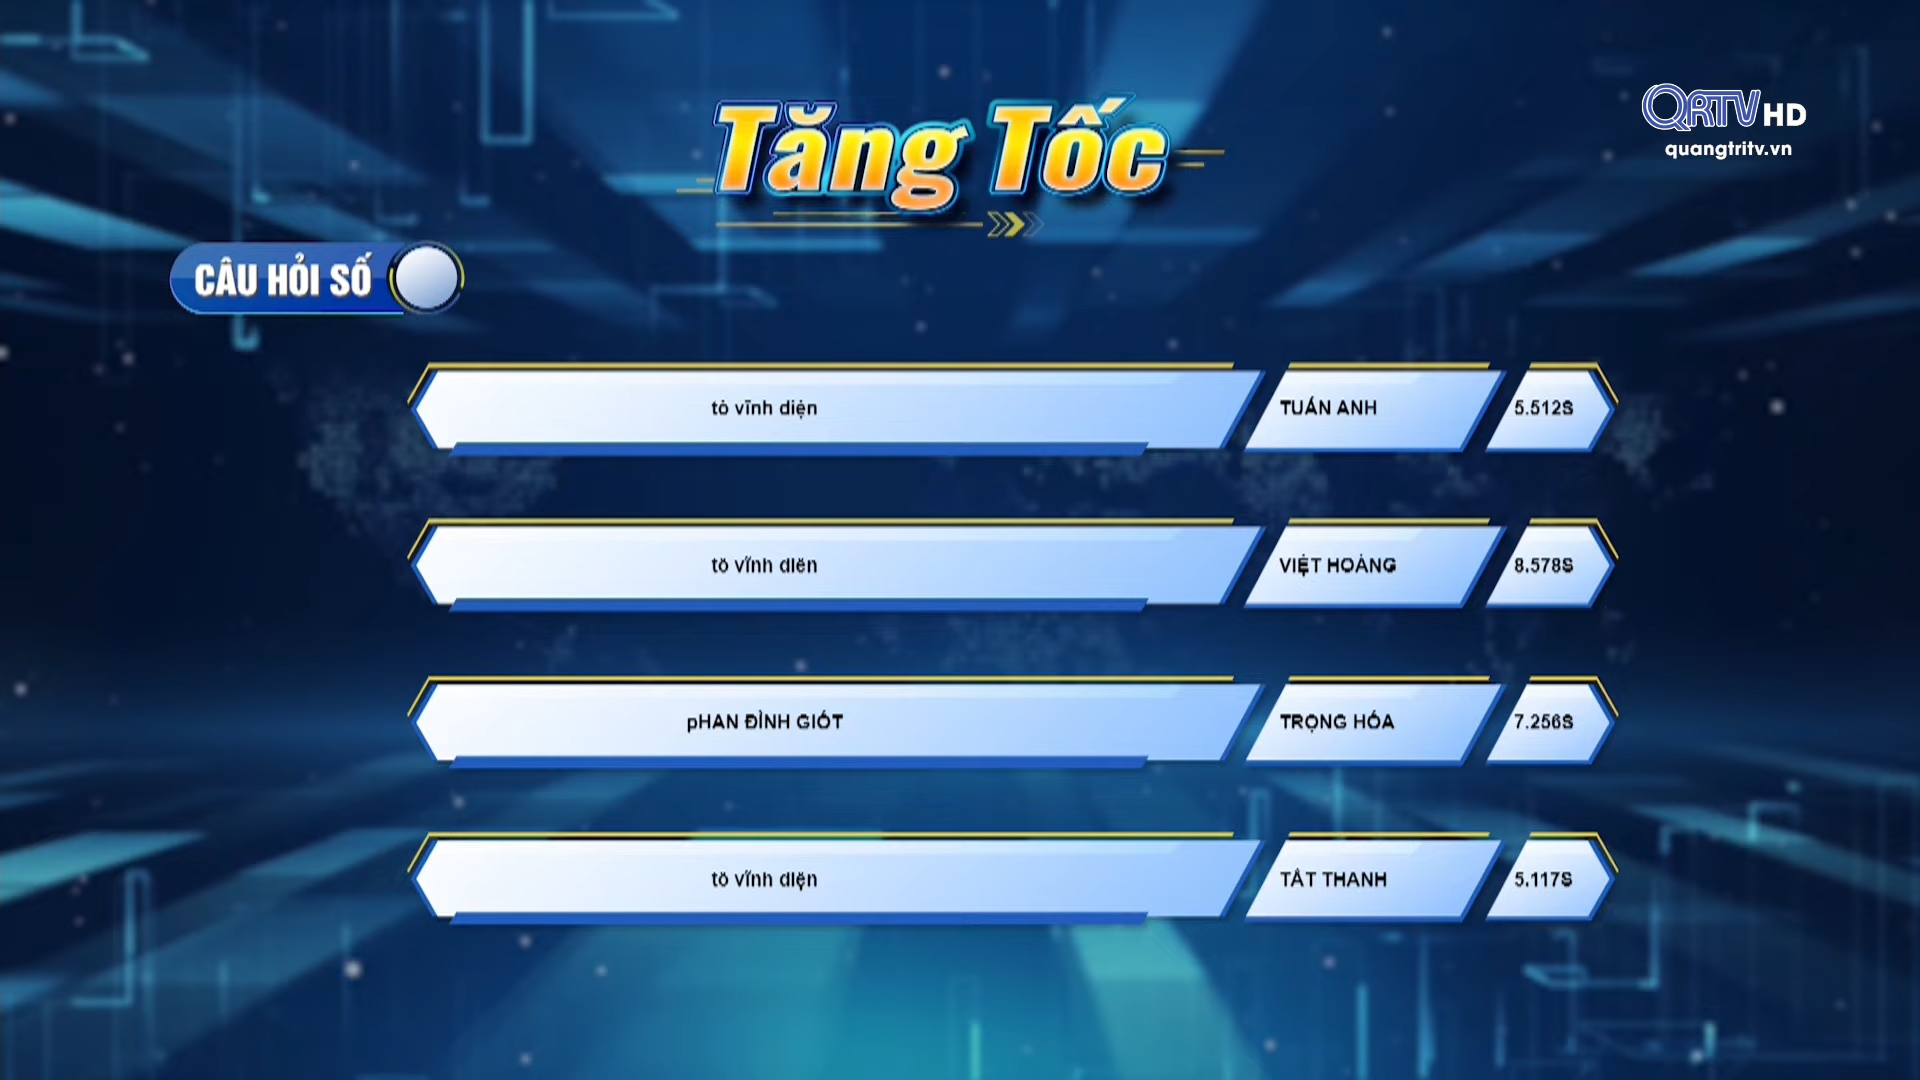 Tăng Tốc
QRTV HD
quangtritv.vn
CÂU HỎI SỐ
tô vĩnh diện TUẤN ANH 5.512S
tô vĩnh diện VIỆT HOÀNG 8.578S
pHAN ĐÌNH GIÓT TRỌNG HÓA 7.256S
tô vĩnh diện TẤT THANH 5.117S